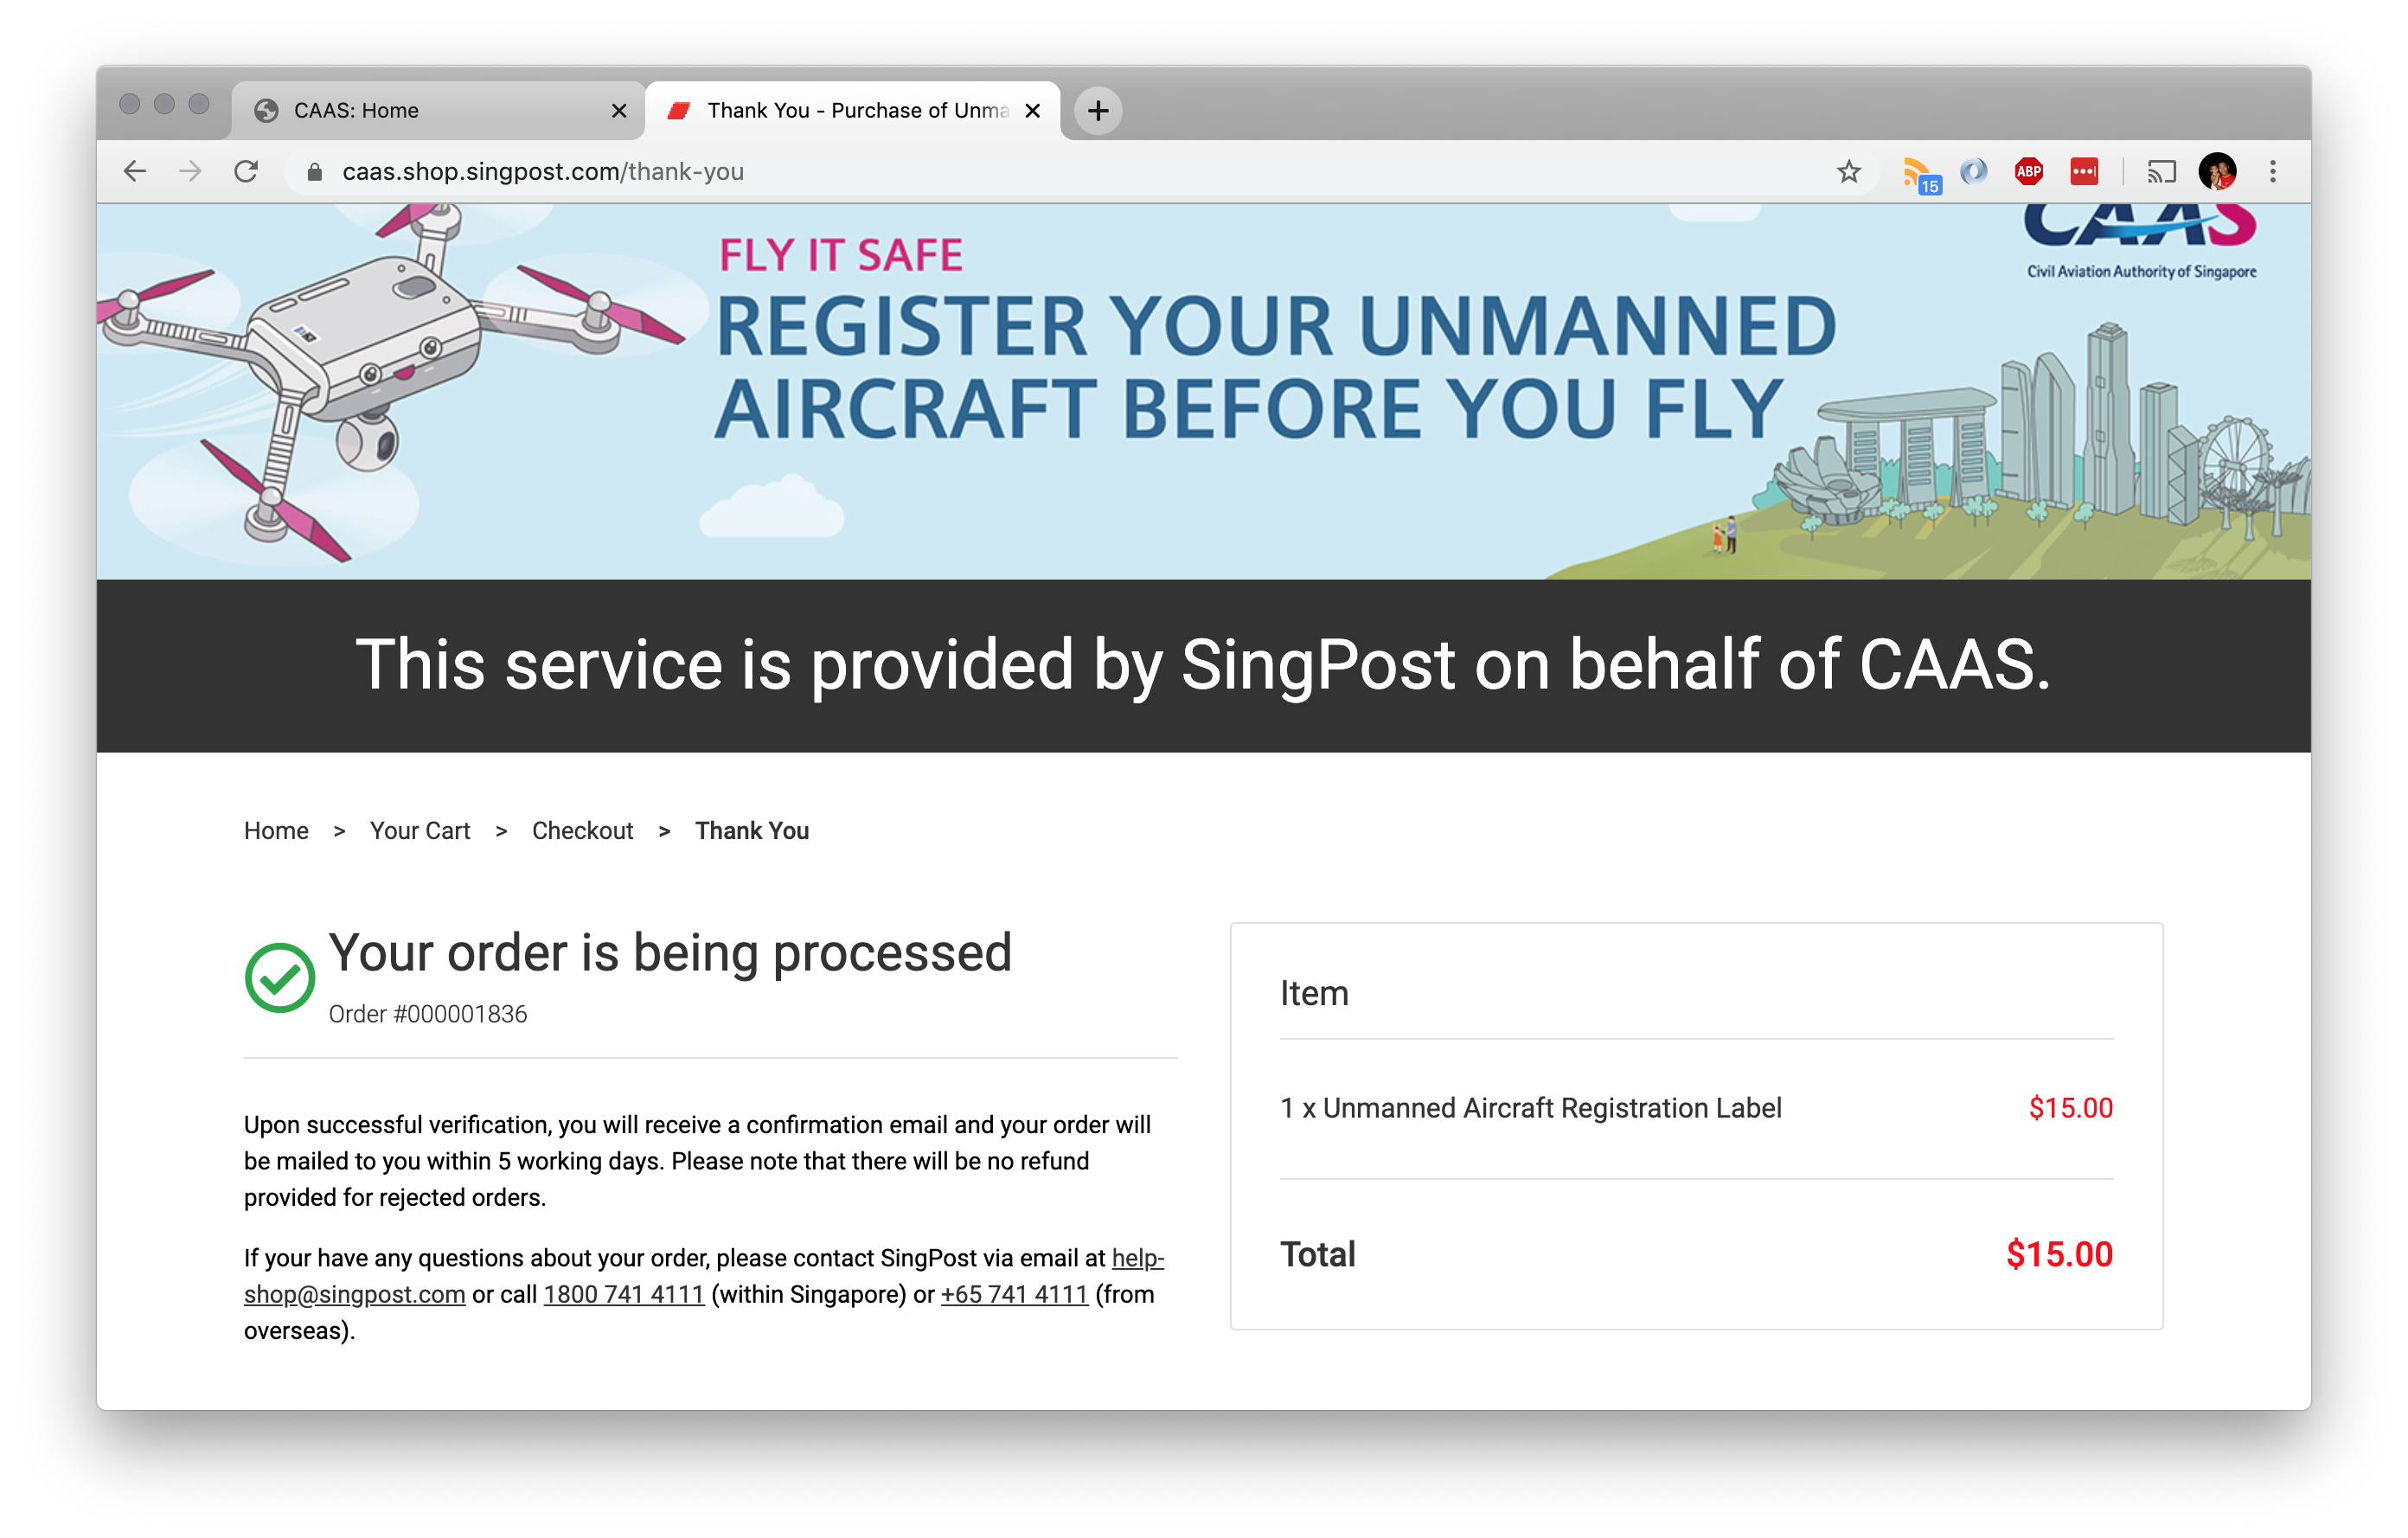 CAAS: Home
Thank You - Purchase of Unma
caas.shop.singpost.com/thank-you
15
ABP
CAAS
Civil Aviation Authority of Singapore
FLY IT SAFE
REGISTER YOUR UNMANNED
AIRCRAFT BEFORE YOU FLY
This service is provided by SingPost on behalf of CAAS.
Home > Your Cart > Checkout > Thank You
Your order is being processed
Order #000001836
Upon successful verification, you will receive a confirmation email and your order will
be mailed to you within 5 working days. Please note that there will be no refund
provided for rejected orders.
If your have any questions about your order, please contact SingPost via email at help-
shop@singpost.com or call 1800 741 4111 (within Singapore) or +65 741 4111 (from
overseas).
Item
1 x Unmanned Aircraft Registration Label $15.00
Total $15.00